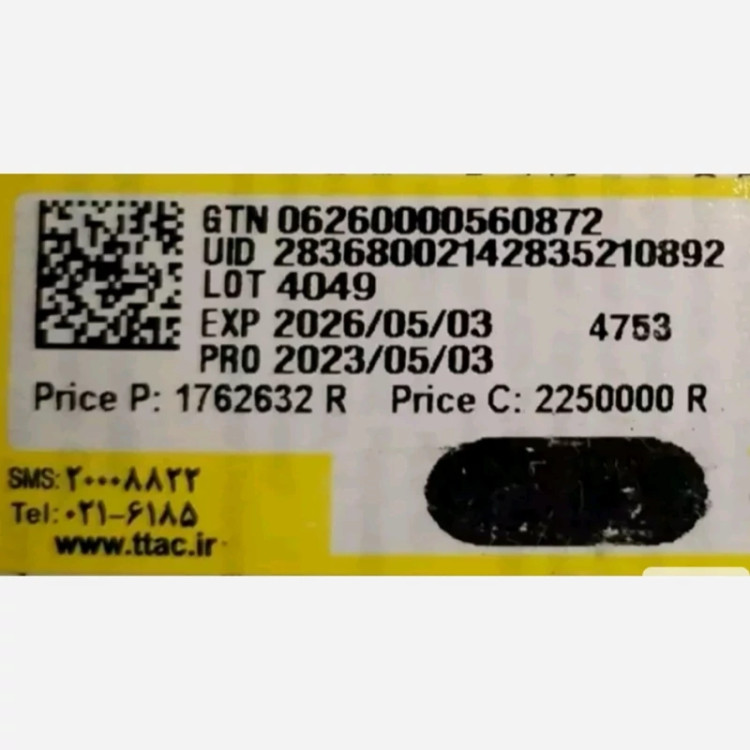 GTN 06260000560872
UID 28368002142835210892
LOT 4049
EXP 2026/05/03 4753
PRO 2023/05/03
Price P: 1762632 R Price C: 2250000 R
SMS: ۲۰۰۰۸۸۲۲
Tel: ۰۲۱-۶۱۸۵
www.ttac.ir